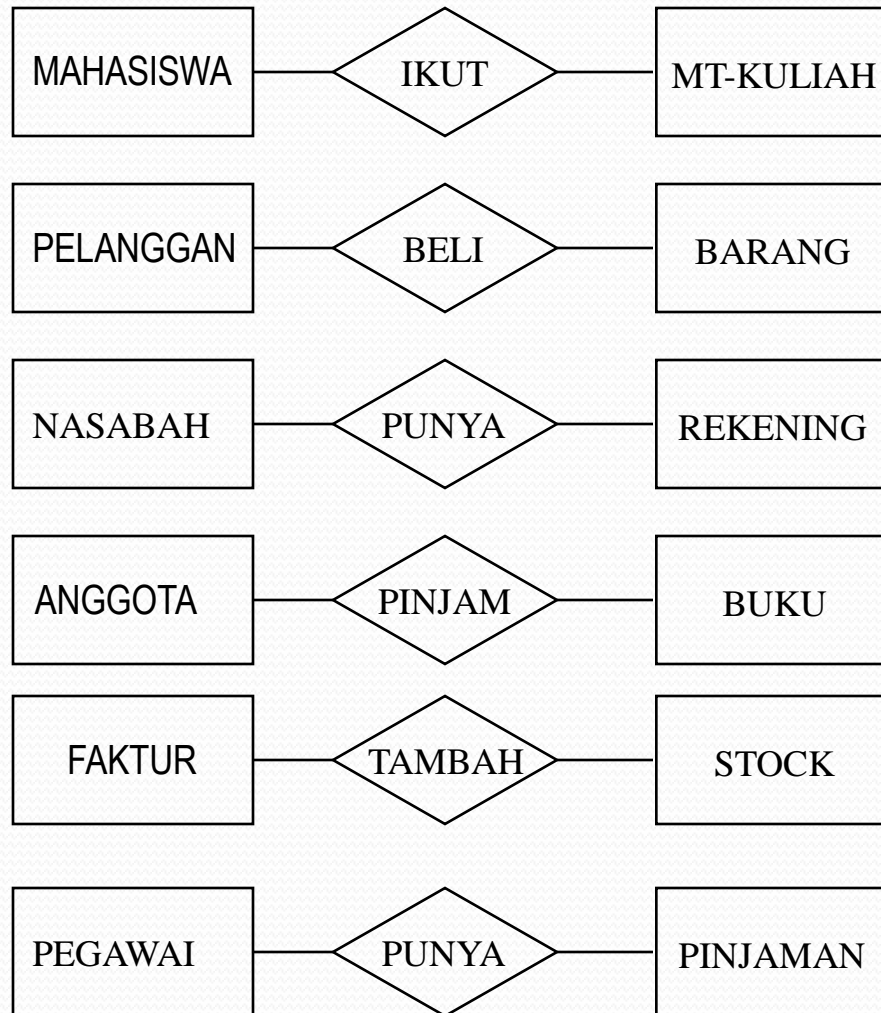 MAHASISWA IKUT MT-KULIAH
PELANGGAN BELI BARANG
NASABAH PUNYA REKENING
ANGGOTA PINJAM BUKU
FAKTUR TAMBAH STOCK
PEGAWAI PUNYA PINJAMAN